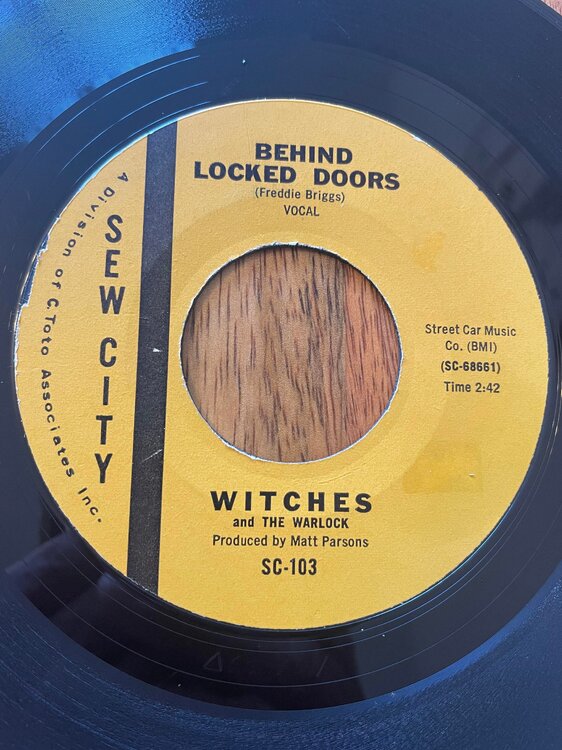 BEHIND
LOCKED DOORS
(Freddie Briggs)
VOCAL
A Division of C. Toto Associates Inc.
SEW CITY
Street Car Music
Co. (BMI)
(SC-68661)
Time 2:42
WITCHES
and THE WARLOCK
Produced by Matt Parsons
SC-103